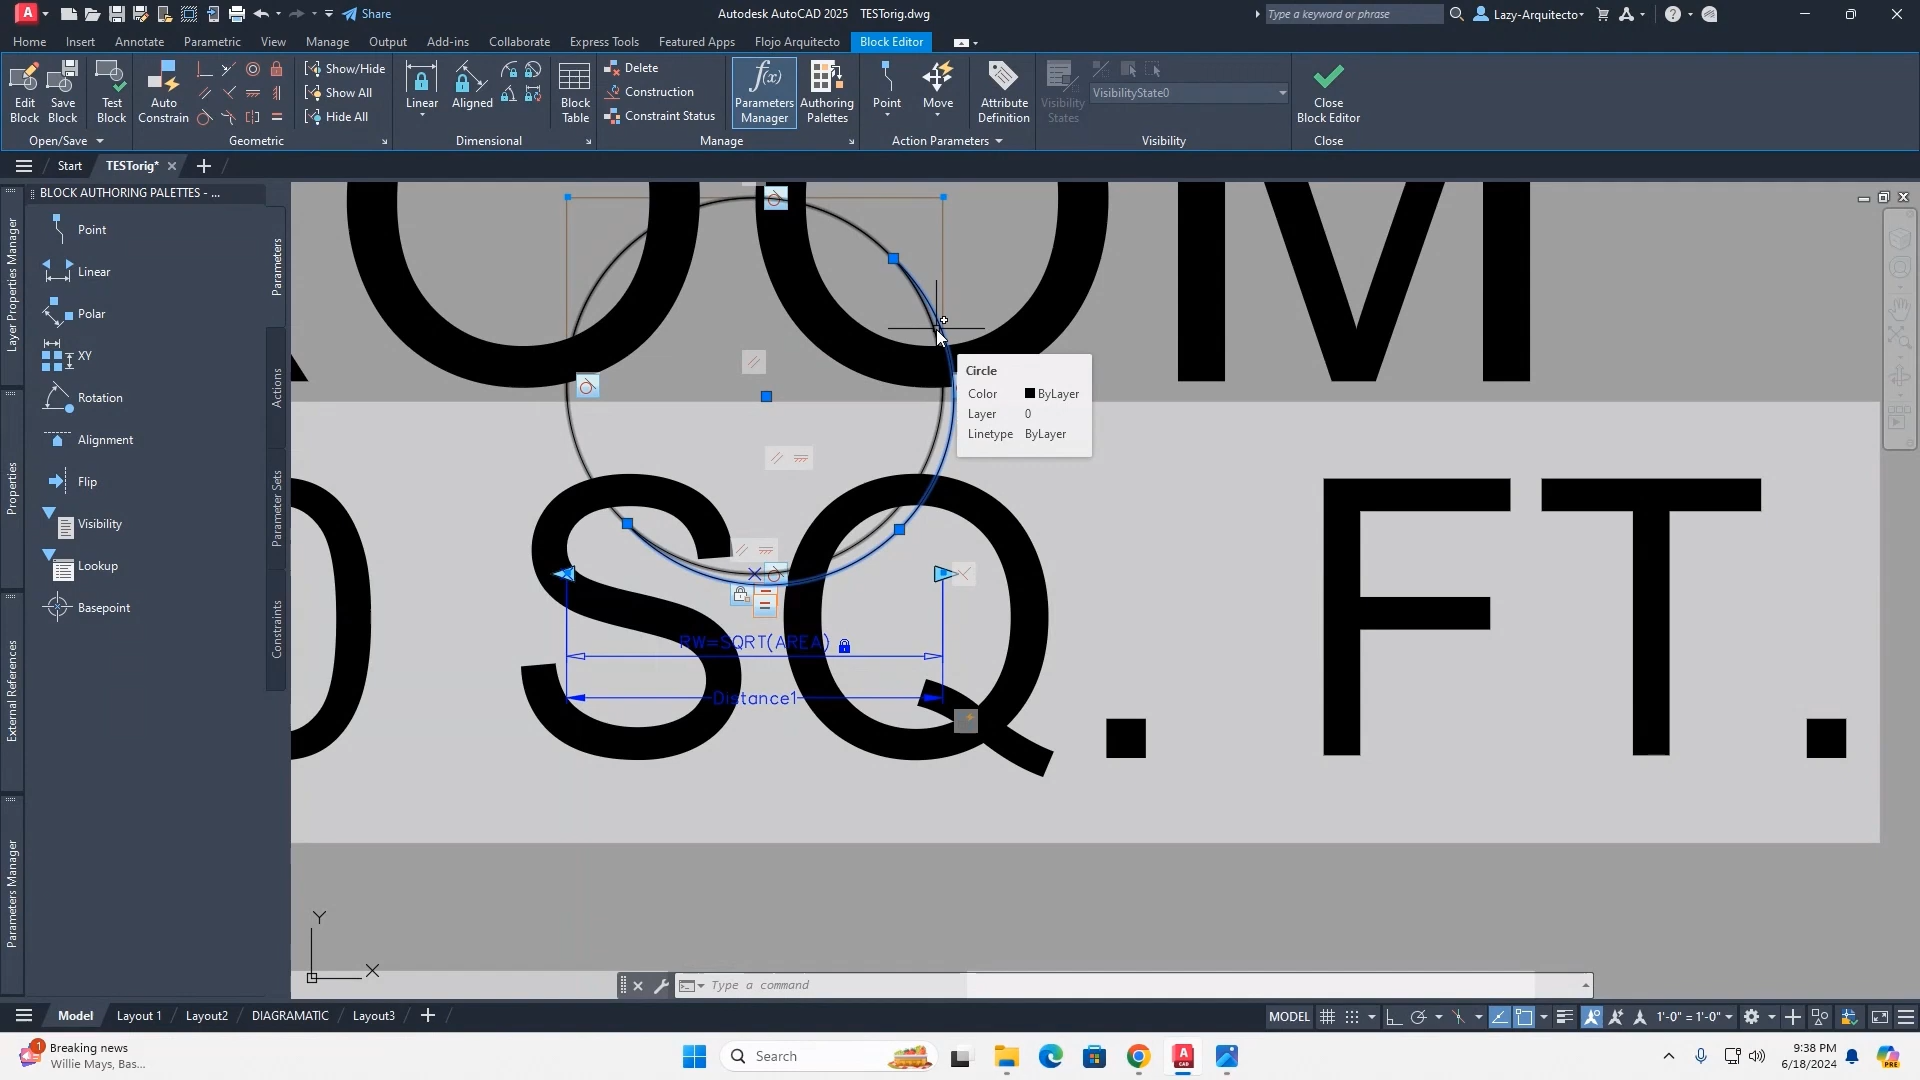 A
CAD
Share
Autodesk AutoCAD 2025 TESTorig.dwg
Type a keyword or phrase
Lazy-Arquitecto
Home Insert Annotate Parametric View Manage Output Add-ins Collaborate Express Tools Featured Apps Flojo Arquitecto Block Editor
Edit Block
Save Block
Test Block
Auto Constrain
Show/Hide
Show All
Hide All
Linear
Aligned
Block Table
Delete
Construction
Constraint Status
f(x)
Parameters Manager
Authoring Palettes
Point
Move
Attribute Definition
Visibility States
VisibilityState0
Close Block Editor
Open/Save
Geometric
Dimensional
Manage
Action Parameters
Visibility
Close
Start
TESTorig*
BLOCK AUTHORING PALETTES - ...
Point
Linear
Polar
XY
Rotation
Alignment
Flip
Visibility
Lookup
Basepoint
Parameters
Actions
Parameter Sets
Constraints
Layer Properties Manager
Properties
External References
Parameters Manager
OOM
Circle
Color ByLayer
Layer 0
Linetype ByLayer
0 SQ. FT.
RW=SQRT(AREA)
Distance1
Y
X
Type a command
Model
Layout 1
Layout2
DIAGRAMATIC
Layout3
MODEL
1'-0" = 1'-0"
1
Breaking news
Willie Mays, Bas...
Search
A
CAD
9:38 PM
6/18/2024
PRE